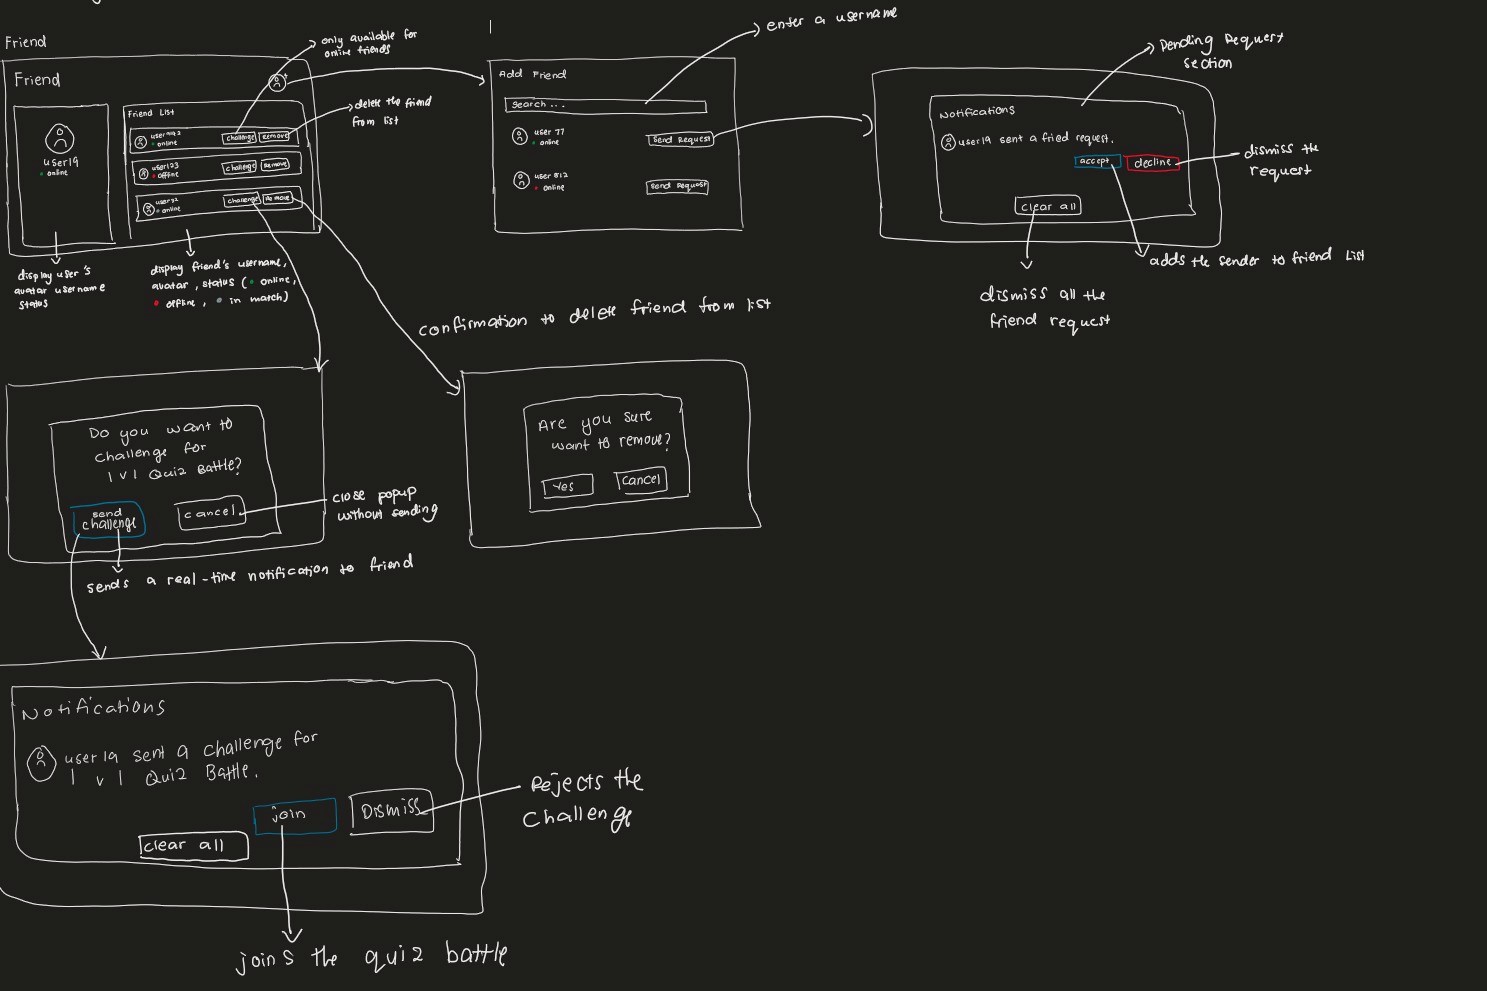 Friend
Friend
user19
online
Friend List
online
challenge
Remove
user123
offline
challenge
Remove
user32
online
challenge
Remove
only available for
online friends
delete the friend
from list
display user's
avatar username
status
display friend's username,
avatar, status ( • online,
• offline, • in match)
Add Friend
Search ...
user 77
• online
Send Request
user 812
• online
Send Request
enter a username
Pending Request
section
Notifications
user19 sent a fried request.
accept
decline
clear all
dismiss the
request
adds the sender to friend list
dismiss all the
friend request
confirmation to delete friend from list
Do you want to
challenge for
1 v 1 Quiz Battle?
send
challenge
cancel
close popup
without sending
sends a real-time notification to friend
Are you sure
want to remove?
Yes
Cancel
Notifications
user19 sent a challenge for
1 v 1 Quiz Battle.
join
Dismiss
clear all
Rejects the
challenge
joins the quiz battle